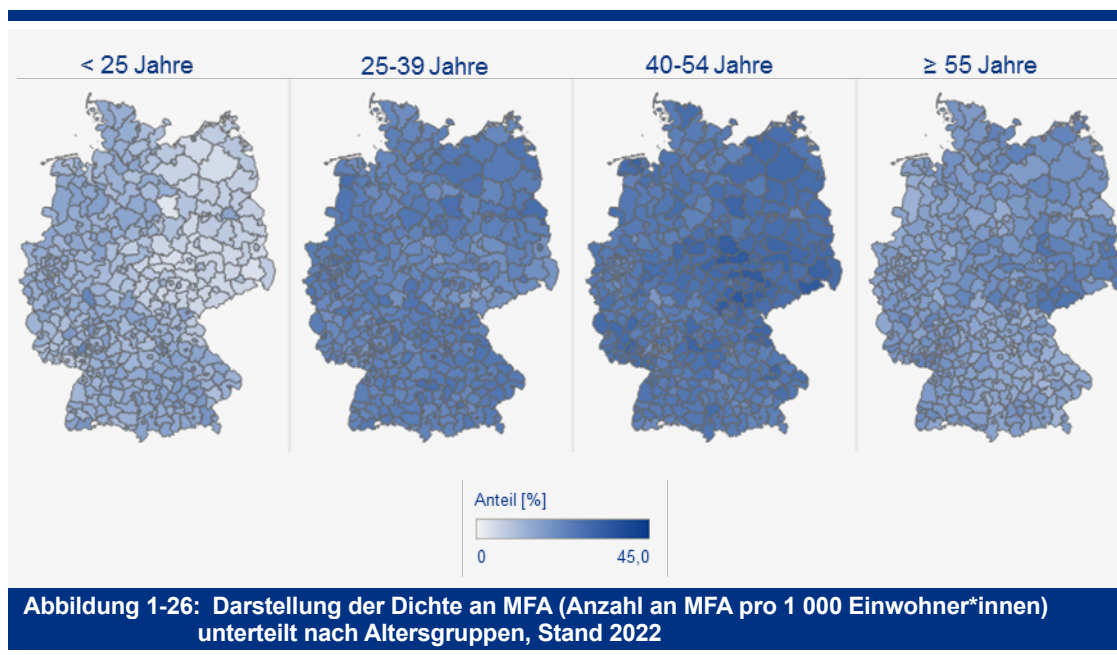 < 25 Jahre
25-39 Jahre
40-54 Jahre
≥ 55 Jahre
Anteil [%]
0
45,0
Abbildung 1-26: Darstellung der Dichte an MFA (Anzahl an MFA pro 1 000 Einwohner*innen)
unterteilt nach Altersgruppen, Stand 2022